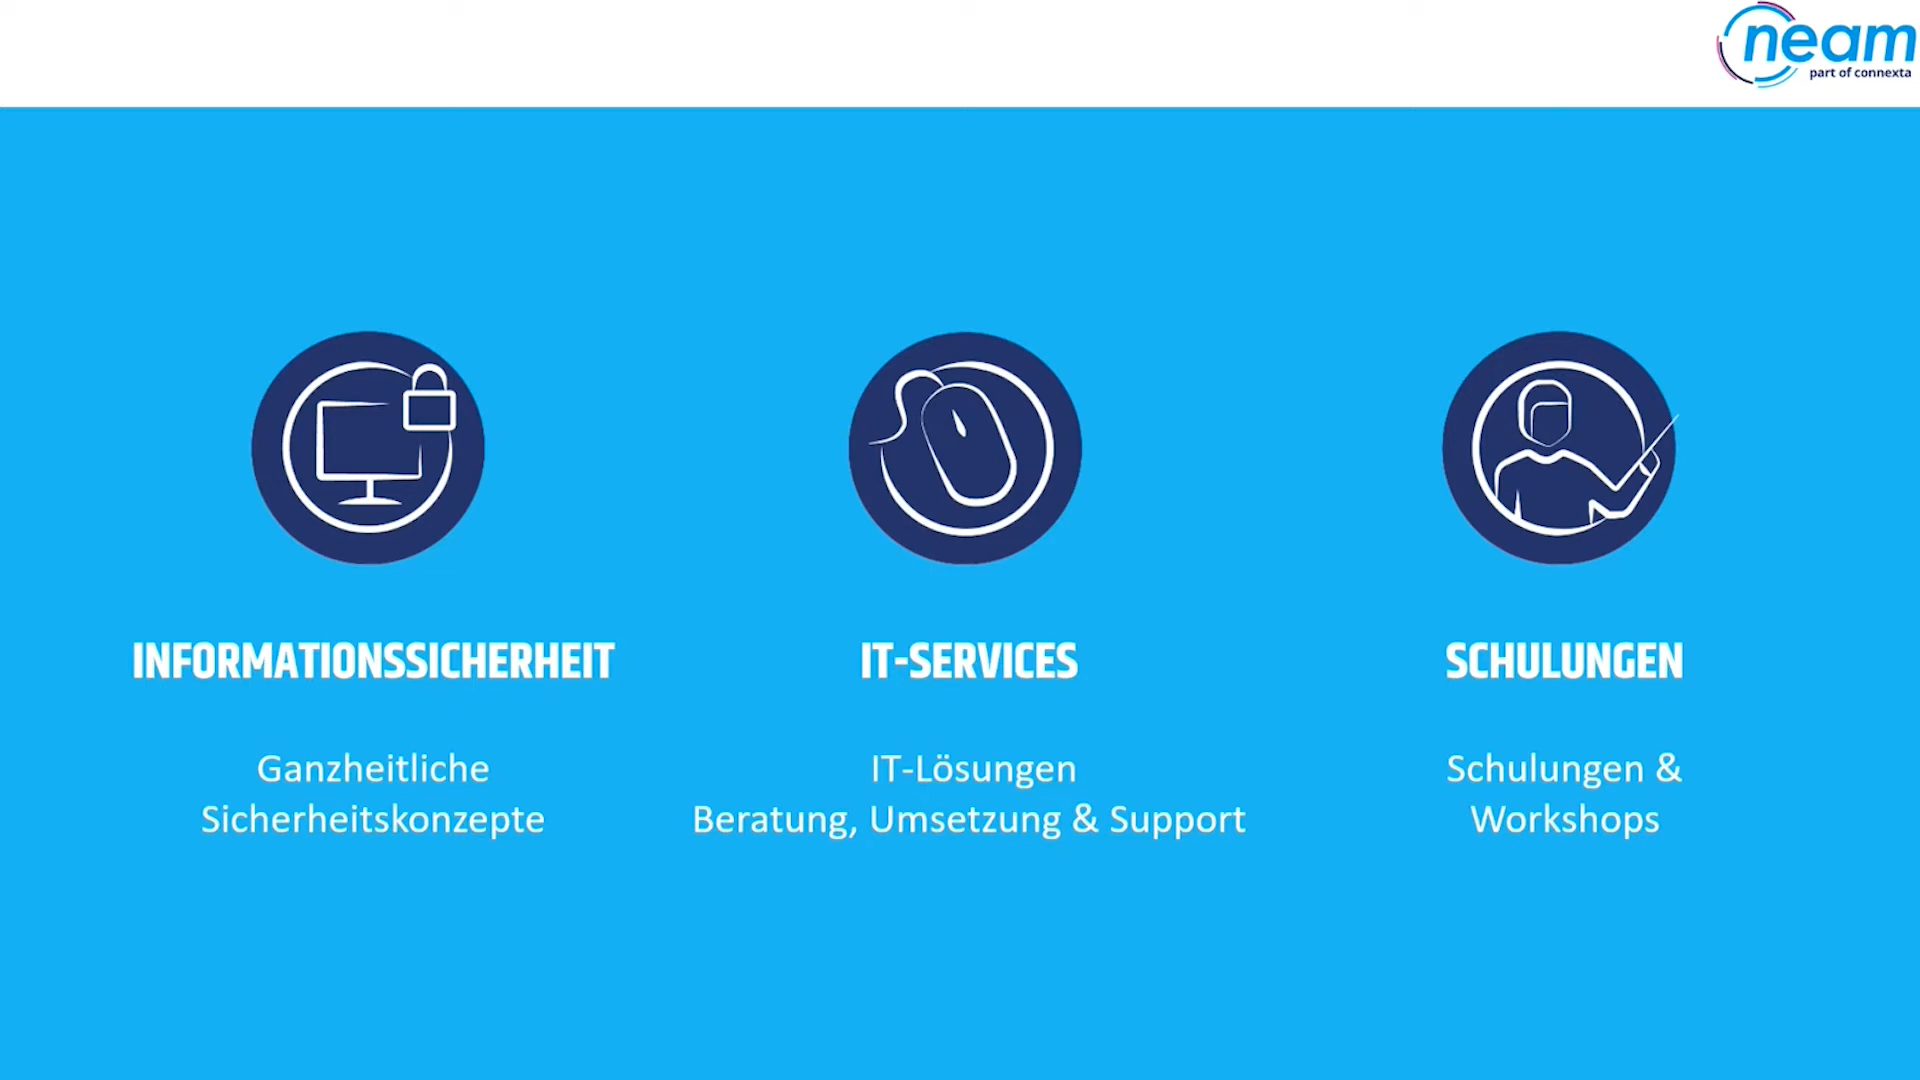 neam
part of connexta
INFORMATIONSSICHERHEIT
Ganzheitliche
Sicherheitskonzepte
IT-SERVICES
IT-Lösungen
Beratung, Umsetzung & Support
SCHULUNGEN
Schulungen &
Workshops